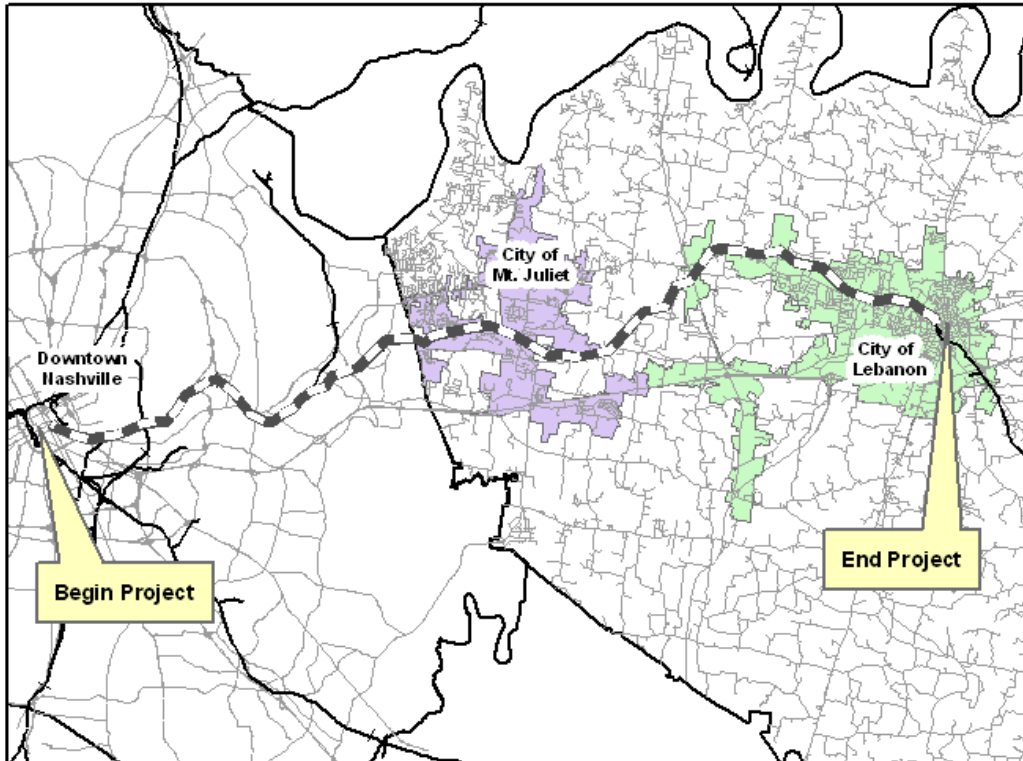 City of
Mt. Juliet
Downtown
Nashville
City of
Lebanon
End Project
Begin Project